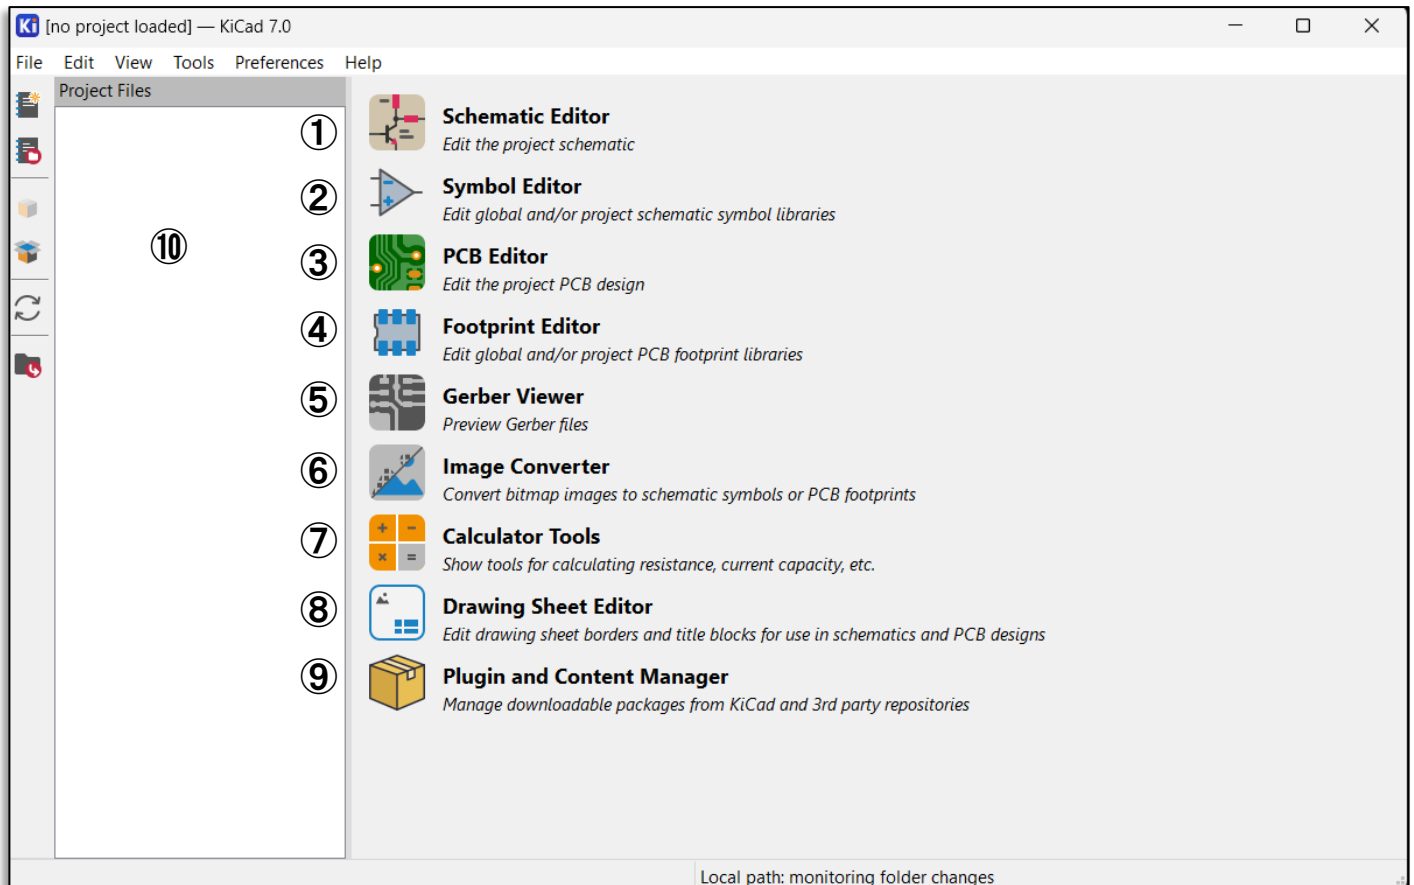 Ki [no project loaded] — KiCad 7.0
File Edit View Tools Preferences Help
Project Files
① Schematic Editor
Edit the project schematic
② Symbol Editor
Edit global and/or project schematic symbol libraries
⑩
③ PCB Editor
Edit the project PCB design
④ Footprint Editor
Edit global and/or project PCB footprint libraries
⑤ Gerber Viewer
Preview Gerber files
⑥ Image Converter
Convert bitmap images to schematic symbols or PCB footprints
⑦ Calculator Tools
Show tools for calculating resistance, current capacity, etc.
⑧ Drawing Sheet Editor
Edit drawing sheet borders and title blocks for use in schematics and PCB designs
⑨ Plugin and Content Manager
Manage downloadable packages from KiCad and 3rd party repositories
Local path: monitoring folder changes